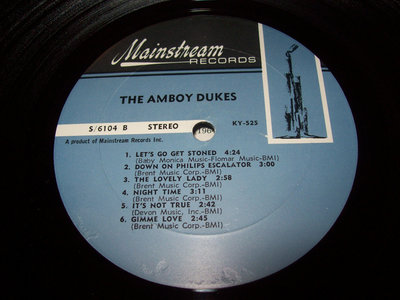 Mainstream
RECORDS
THE AMBOY DUKES
S/6104 B STEREO 196 KY-525
A product of Mainstream Records Inc.
1. LET'S GO GET STONED 4:24
(Baby Monica Music-Flomar Music-BMI)
2. DOWN ON PHILIPS ESCALATOR 3:00
(Brent Music Corp.-BMI)
3. THE LOVELY LADY 2:58
(Brent Music Corp.-BMI)
4. NIGHT TIME 3:11
(Brent Music Corp.-BMI)
5. IT'S NOT TRUE 2:42
(Devon Music, Inc.-BMI)
6. GIMME LOVE 2:45
(Brent Music Corp.-BMI)